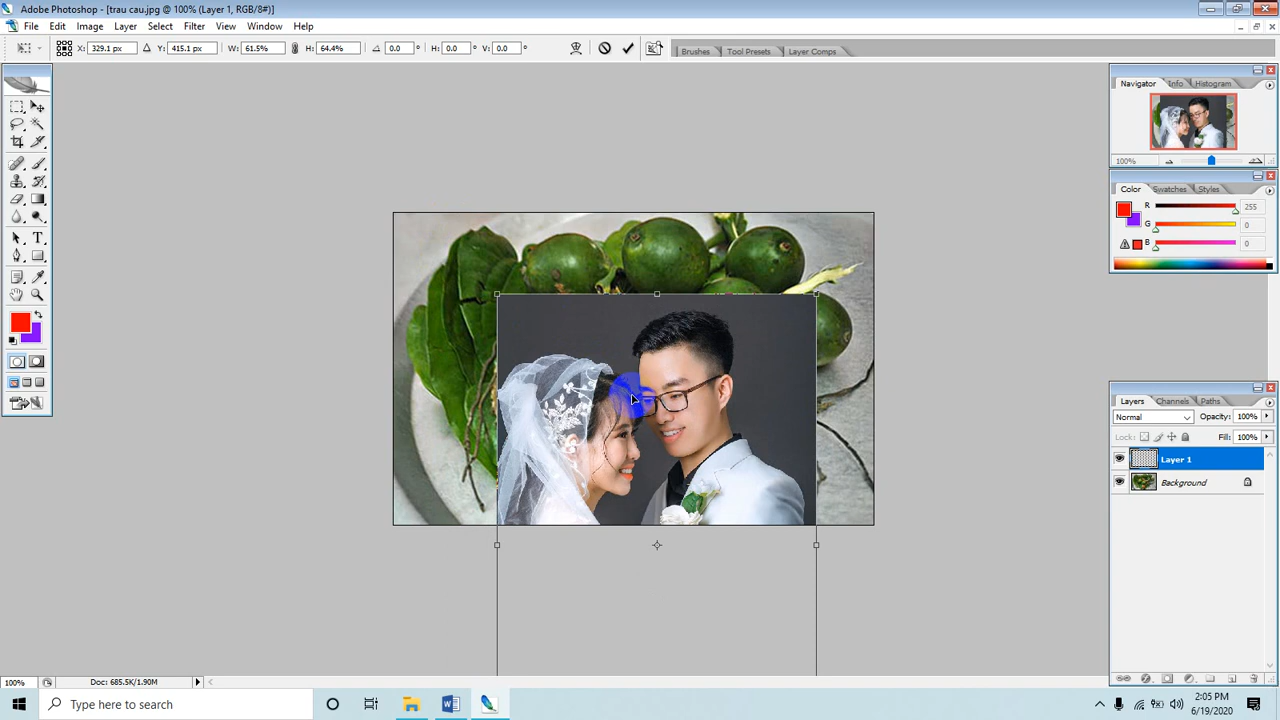 Adobe Photoshop - [trau cau.jpg @ 100% (Layer 1, RGB/8#)]
File Edit Image Layer Select Filter View Window Help
X: 329.1 px Y: 415.1 px W: 61.5% H: 64.4% 0.0 ° H: 0.0 ° V: 0.0 °
Brushes Tool Presets Layer Comps
Navigator Info Histogram
100%
Color Swatches Styles
R 255
G 0
B 0
Layers Channels Paths
Normal Opacity: 100%
Lock: Fill: 100%
Layer 1
Background
100% Doc: 685.5K/1.90M
Type here to search
2:05 PM
6/19/2020